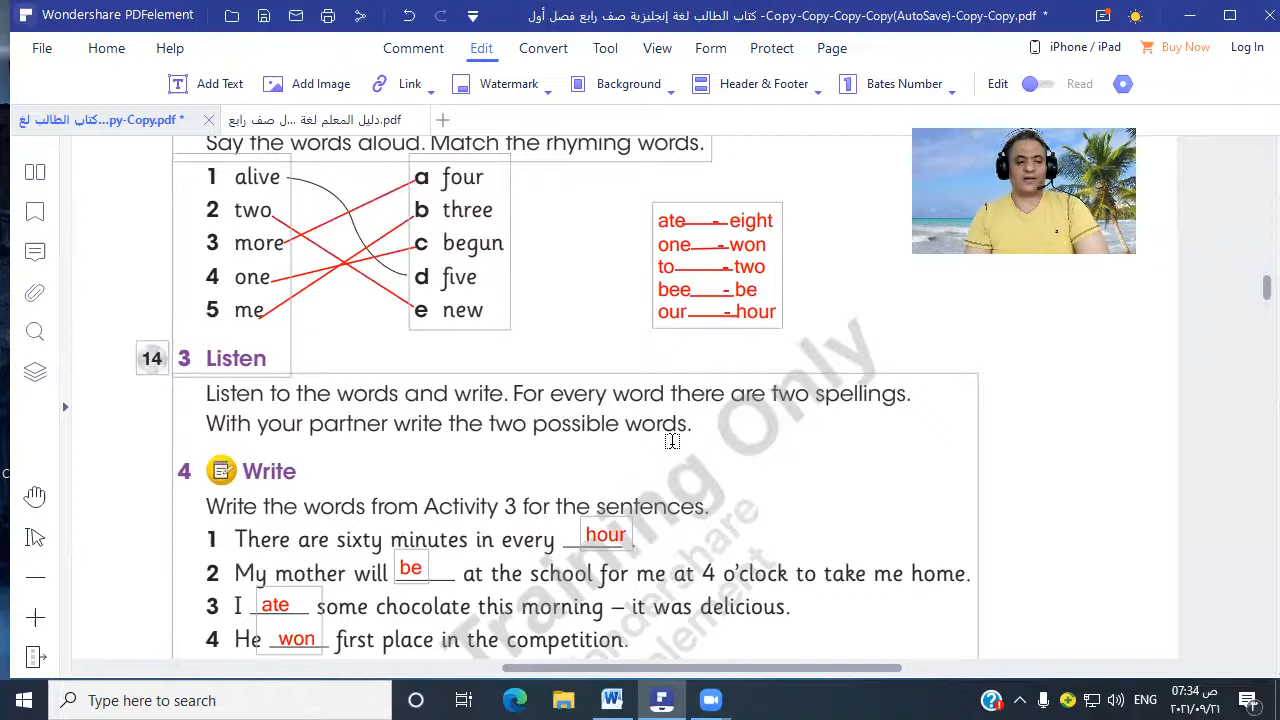 Wondershare PDFelement
كتاب الطالب لغة إنجليزية صف رابع فصل أول -Copy-Copy-Copy-Copy(AutoSave)-Copy-Copy.pdf *
File Home Help Comment Edit Convert Tool View Form Protect Page iPhone / iPad Buy Now Log In
Add Text Add Image Link Watermark Background Header & Footer Bates Number Edit Read
كتاب الطالب لغ...py-Copy.pdf * دليل المعلم لغة ...ل صف رابع.pdf
Say the words aloud. Match the rhyming words.
1 alive a four
2 two b three
3 more c begun
4 one d five
5 me e new
ate - eight
one - won
to - two
bee - be
our - hour
14 3 Listen
Listen to the words and write. For every word there are two spellings.
With your partner write the two possible words.
4 Write
Write the words from Activity 3 for the sentences.
1 There are sixty minutes in every hour.
2 My mother will be at the school for me at 4 o'clock to take me home.
3 I ate some chocolate this morning – it was delicious.
4 He won first place in the competition.
Training Only
Type here to search
ENG
07:34 ص
٢٠٢١/٠٩/٢١